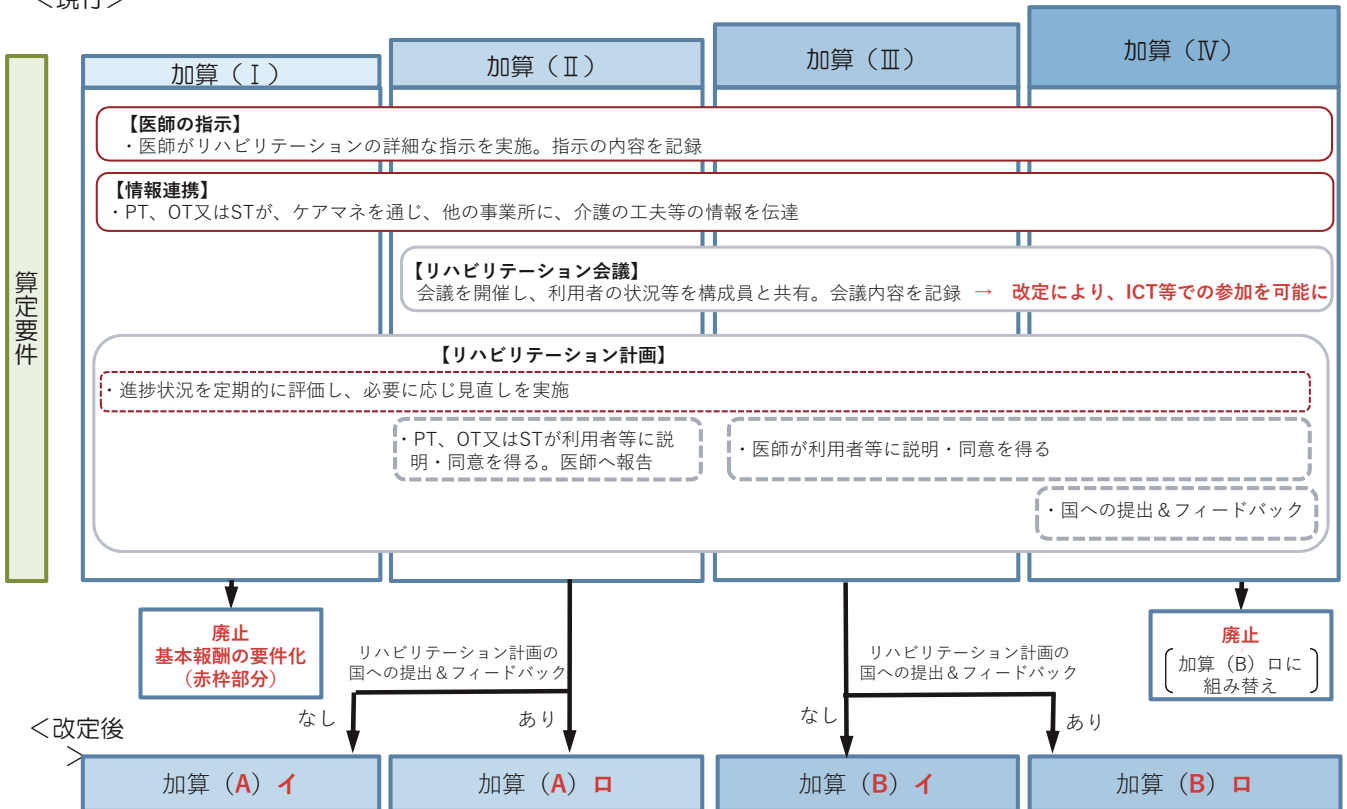 ＜現行＞
加算（Ⅰ）
加算（Ⅱ）
加算（Ⅲ）
加算（Ⅳ）
算定要件
【医師の指示】
・医師がリハビリテーションの詳細な指示を実施。指示の内容を記録
【情報連携】
・PT、OT又はSTが、ケアマネを通じ、他の事業所に、介護の工夫等の情報を伝達
【リハビリテーション会議】
会議を開催し、利用者の状況等を構成員と共有。会議内容を記録 → 改定により、ICT等での参加を可能に
【リハビリテーション計画】
・進捗状況を定期的に評価し、必要に応じ見直しを実施
・PT、OT又はSTが利用者等に説
明・同意を得る。医師へ報告
・医師が利用者等に説明・同意を得る
・国への提出＆フィードバック
廃止
基本報酬の要件化
（赤枠部分）
リハビリテーション計画の
国への提出＆フィードバック
なし
あり
リハビリテーション計画の
国への提出＆フィードバック
なし
あり
廃止
加算（B）ロに
組み替え
＜改定後
＞
加算（A）イ
加算（A）ロ
加算（B）イ
加算（B）ロ